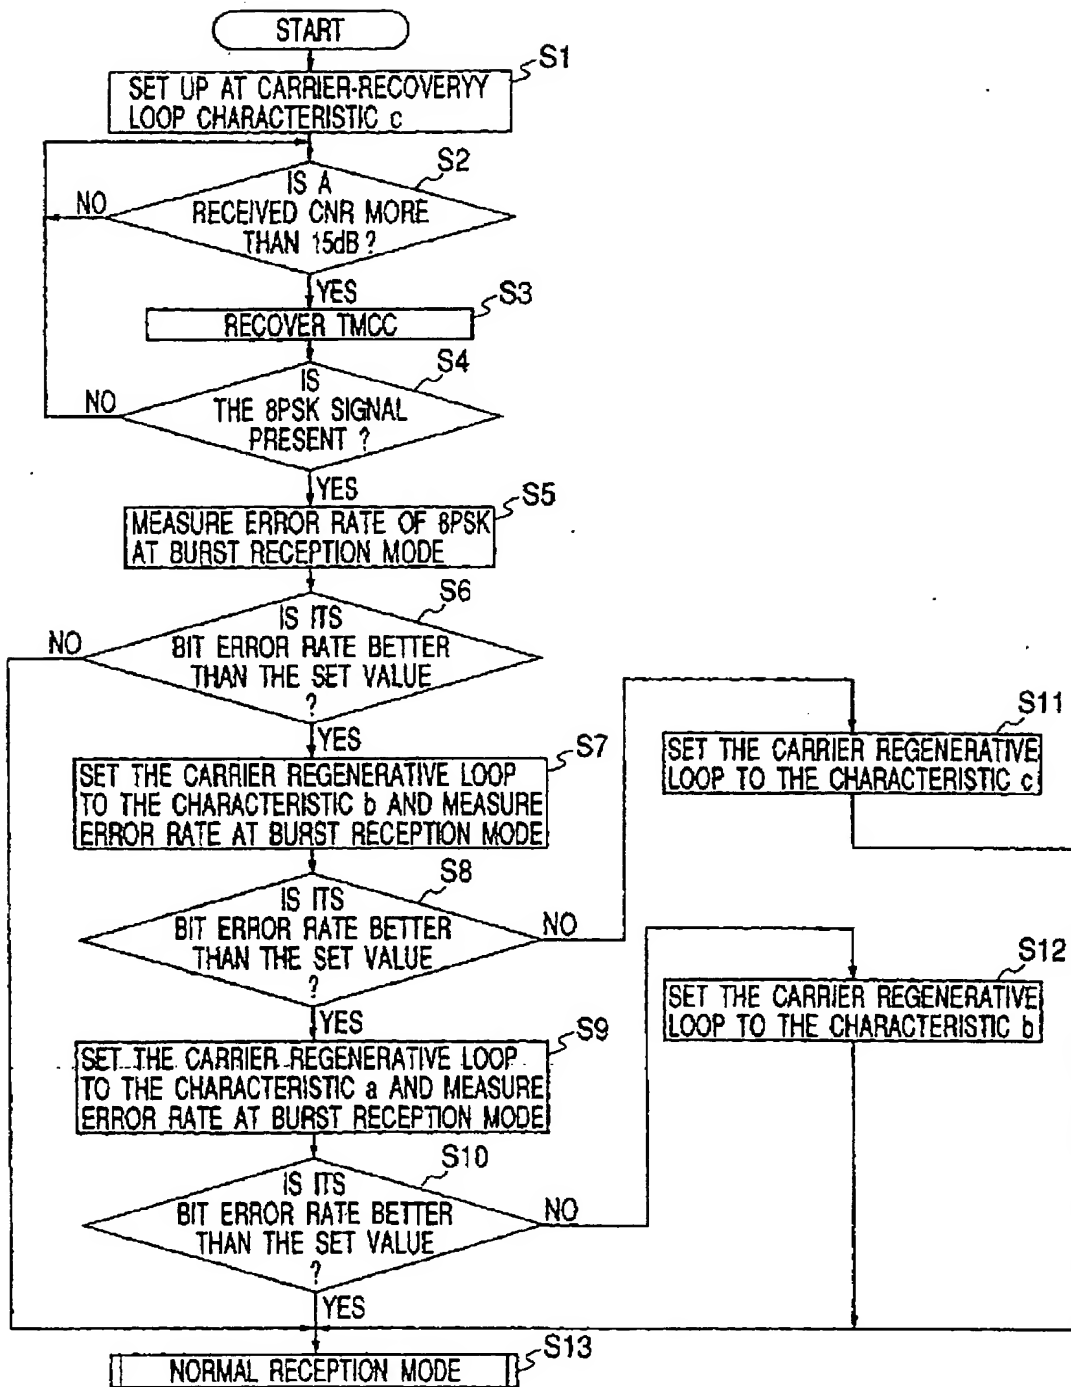 START
S1
SET UP AT CARRIER-RECOVERYY
LOOP CHARACTERISTIC c
S2
IS A
RECEIVED CNR MORE
THAN 15dB ?
NO
YES
S3
RECOVER TMCC
S4
IS
THE 8PSK SIGNAL
PRESENT ?
NO
YES
S5
MEASURE ERROR RATE OF 8PSK
AT BURST RECEPTION MODE
S6
IS ITS
BIT ERROR RATE BETTER
THAN THE SET VALUE
?
NO
YES
S7
SET THE CARRIER REGENERATIVE LOOP
TO THE CHARACTERISTIC b AND MEASURE
ERROR RATE AT BURST RECEPTION MODE
S8
IS ITS
BIT ERROR RATE BETTER
THAN THE SET VALUE
?
NO
YES
S11
SET THE CARRIER REGENERATIVE
LOOP TO THE CHARACTERISTIC c
S9
SET THE CARRIER REGENERATIVE LOOP
TO THE CHARACTERISTIC a AND MEASURE
ERROR RATE AT BURST RECEPTION MODE
S10
IS ITS
BIT ERROR RATE BETTER
THAN THE SET VALUE
?
NO
YES
S12
SET THE CARRIER REGENERATIVE
LOOP TO THE CHARACTERISTIC b
S13
NORMAL RECEPTION MODE